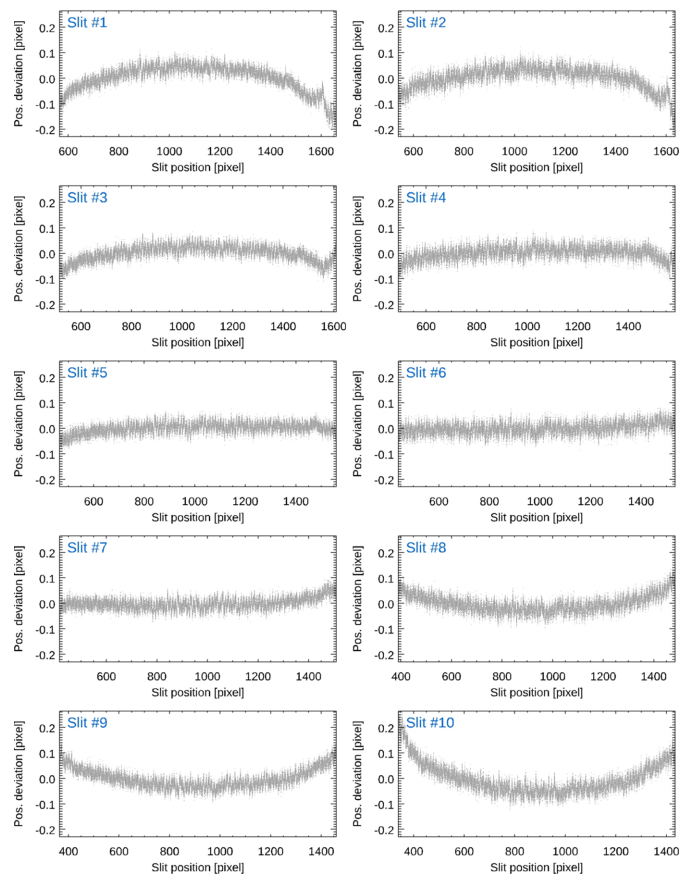 Slit #1
Pos. deviation [pixel]
0.2
0.1
0.0
-0.1
-0.2
600 800 1000 1200 1400 1600
Slit position [pixel]
Slit #2
Pos. deviation [pixel]
0.2
0.1
0.0
-0.1
-0.2
600 800 1000 1200 1400 1600
Slit position [pixel]
Slit #3
Pos. deviation [pixel]
0.2
0.1
0.0
-0.1
-0.2
600 800 1000 1200 1400 1600
Slit position [pixel]
Slit #4
Pos. deviation [pixel]
0.2
0.1
0.0
-0.1
-0.2
600 800 1000 1200 1400
Slit position [pixel]
Slit #5
Pos. deviation [pixel]
0.2
0.1
0.0
-0.1
-0.2
600 800 1000 1200 1400
Slit position [pixel]
Slit #6
Pos. deviation [pixel]
0.2
0.1
0.0
-0.1
-0.2
600 800 1000 1200 1400
Slit position [pixel]
Slit #7
Pos. deviation [pixel]
0.2
0.1
0.0
-0.1
-0.2
600 800 1000 1200 1400
Slit position [pixel]
Slit #8
Pos. deviation [pixel]
0.2
0.1
0.0
-0.1
-0.2
400 600 800 1000 1200 1400
Slit position [pixel]
Slit #9
Pos. deviation [pixel]
0.2
0.1
0.0
-0.1
-0.2
400 600 800 1000 1200 1400
Slit position [pixel]
Slit #10
Pos. deviation [pixel]
0.2
0.1
0.0
-0.1
-0.2
400 600 800 1000 1200 1400
Slit position [pixel]